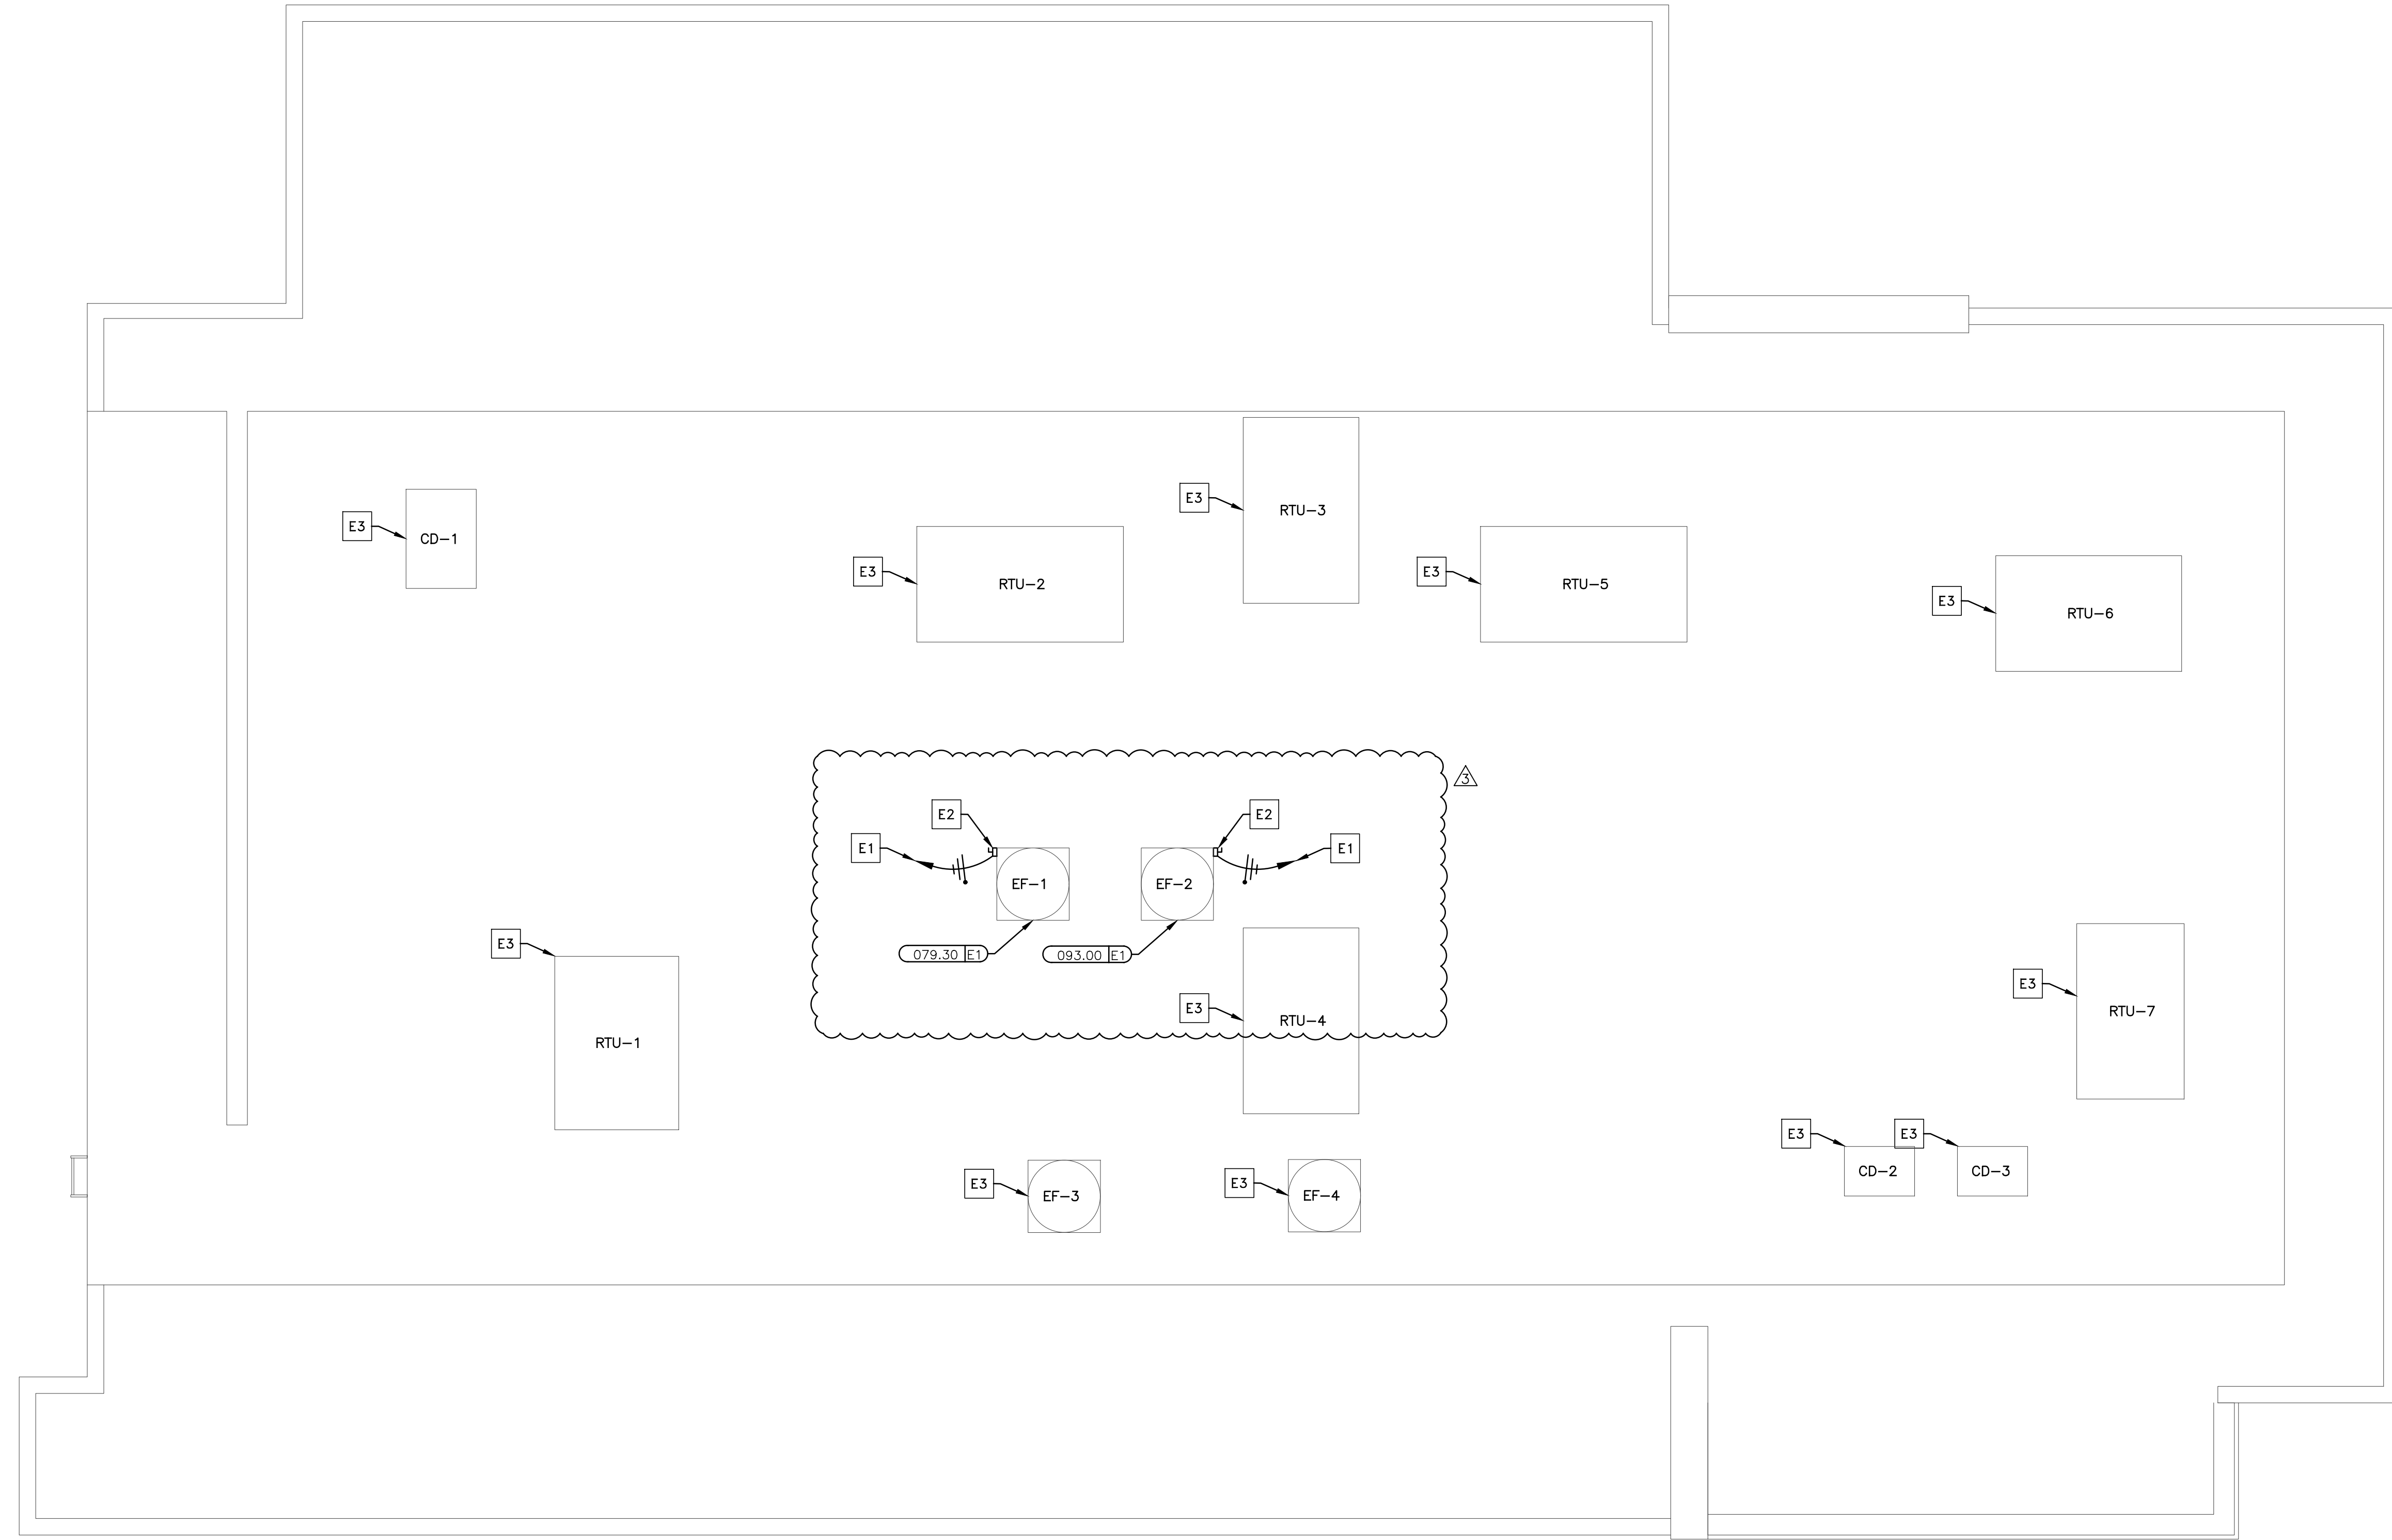 E3
RTU-3
E3
CD-1
E3
RTU-2
E3
RTU-5
E3
RTU-6
3
E2
E2
E1
E1
EF-1
EF-2
E3
079.30 E1
093.00 E1
E3
E3
RTU-7
RTU-4
RTU-1
E3
E3
CD-2
CD-3
E3
EF-3
E3
EF-4